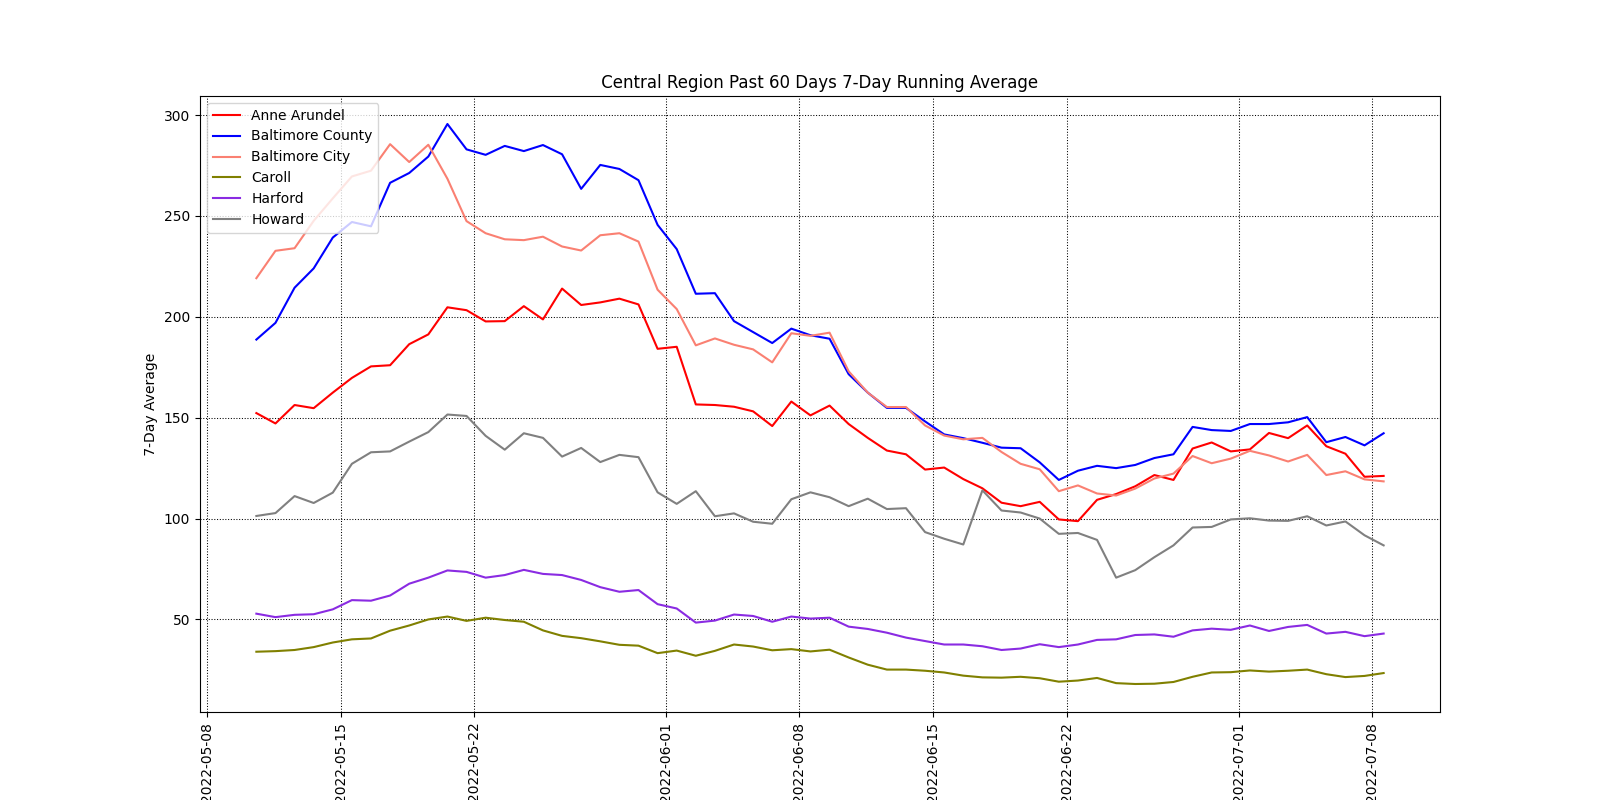 Central Region Past 60 Days 7-Day Running Average
Anne Arundel
Baltimore County
Baltimore City
Caroll
Harford
Howard
7-Day Average
300
250
200
150
100
50
2022-05-08
2022-05-15
2022-05-22
2022-06-01
2022-06-08
2022-06-15
2022-06-22
2022-07-01
2022-07-08